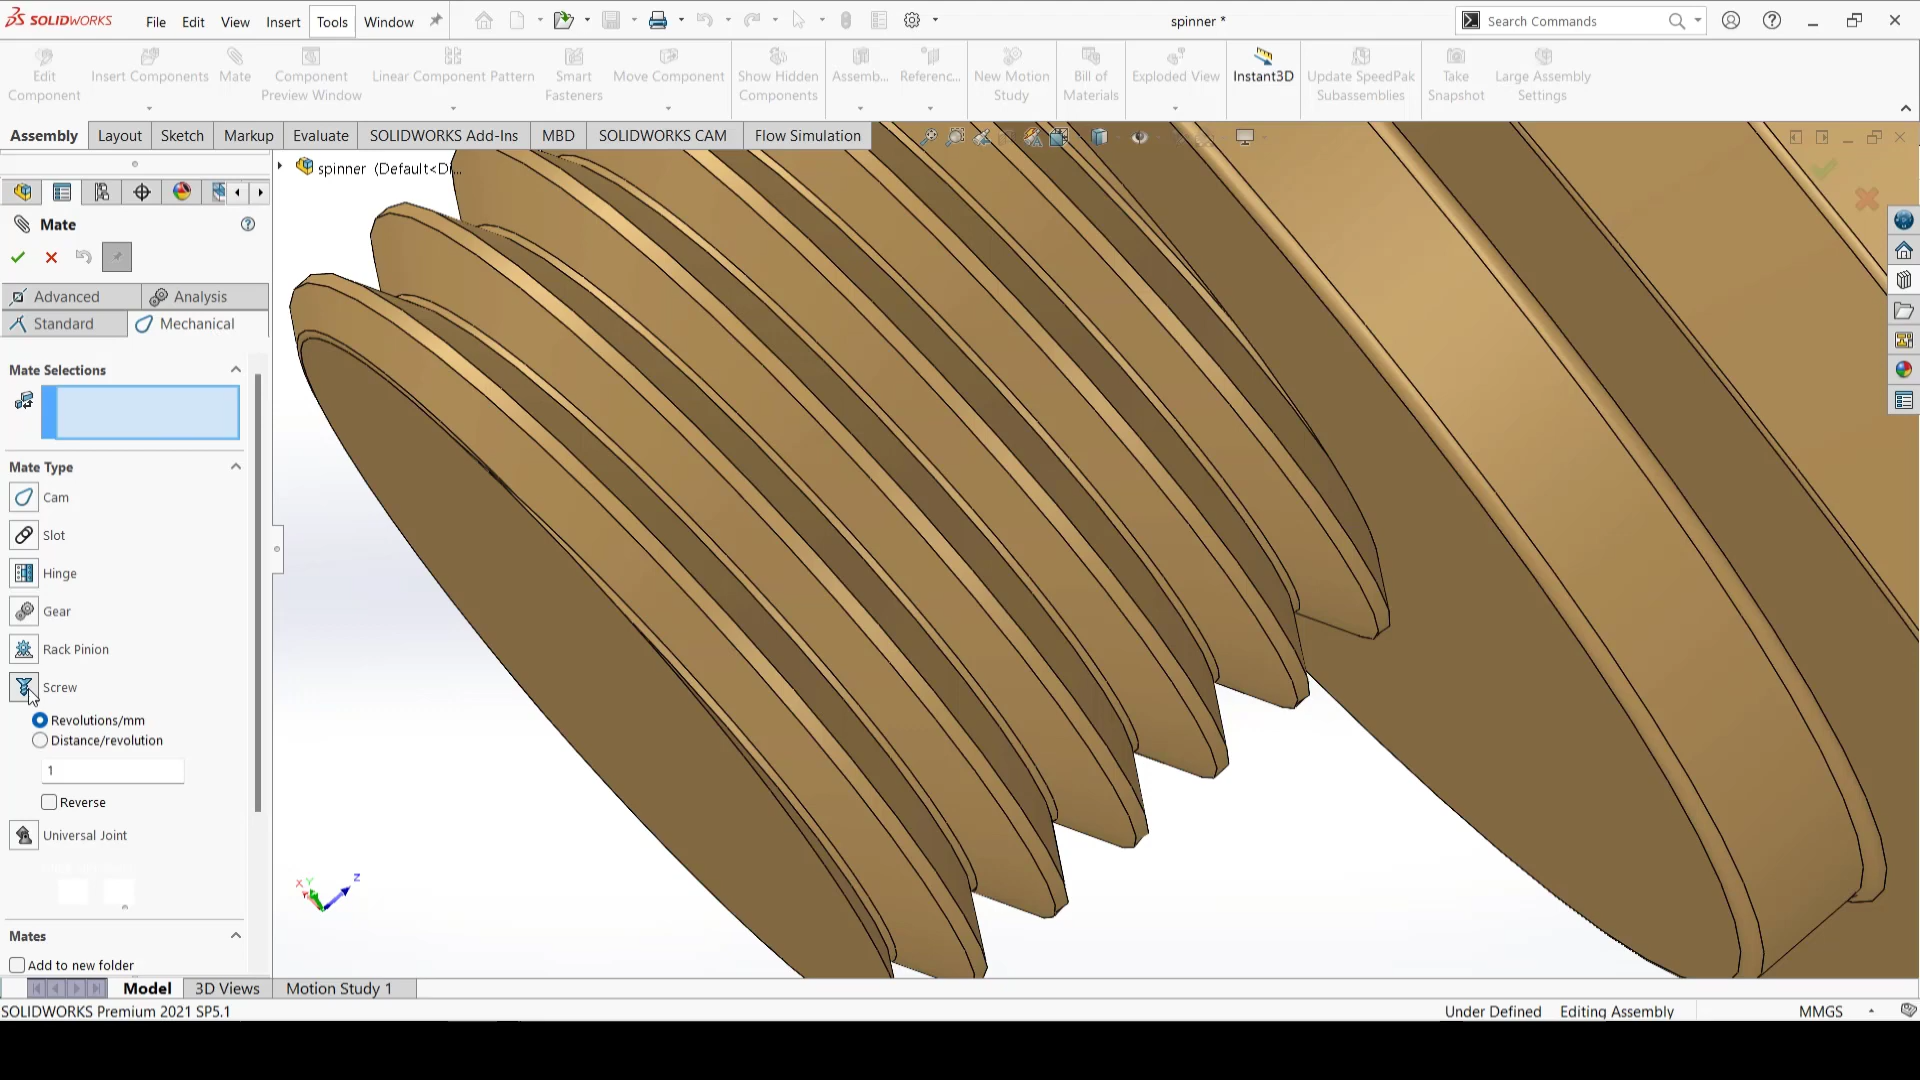 SOLIDWORKS File Edit View Insert Tools Window spinner * Search Commands
Edit Component Insert Components Mate Component Preview Window Linear Component Pattern Smart Fasteners Move Component Show Hidden Components Assemb... Referenc... New Motion Study Bill of Materials Exploded View Instant3D Update SpeedPak Subassemblies Take Snapshot Large Assembly Settings
Assembly Layout Sketch Markup Evaluate SOLIDWORKS Add-Ins MBD SOLIDWORKS CAM Flow Simulation
spinner (Default<Di...
Mate
Advanced Analysis
Standard Mechanical
Mate Selections
Mate Type
Cam
Slot
Hinge
Gear
Rack Pinion
Screw
Revolutions/mm
Distance/revolution
1
Reverse
Universal Joint
X Y Z
Mates
Add to new folder
Model 3D Views Motion Study 1
SOLIDWORKS Premium 2021 SP5.1 Under Defined Editing Assembly MMGS